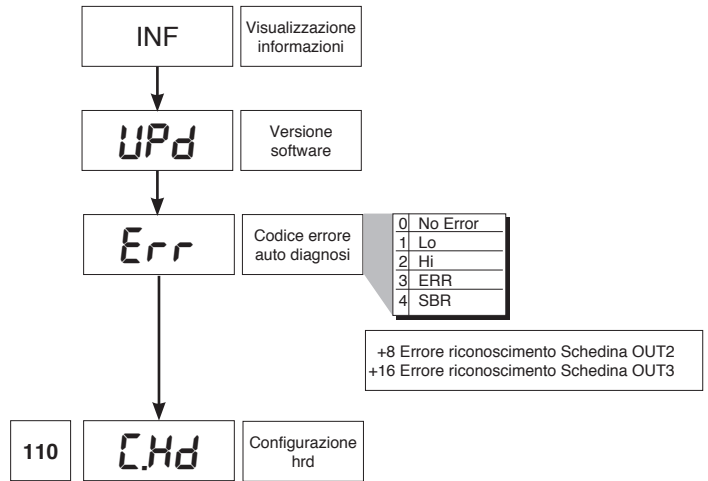 INF
Visualizzazione
informazioni
UPd
Versione
software
Err
Codice errore
auto diagnosi
0 No Error
1 Lo
2 Hi
3 ERR
4 SBR
+8 Errore riconoscimento Schedina OUT2
+16 Errore riconoscimento Schedina OUT3
110
C.Hd
Configurazione
hrd